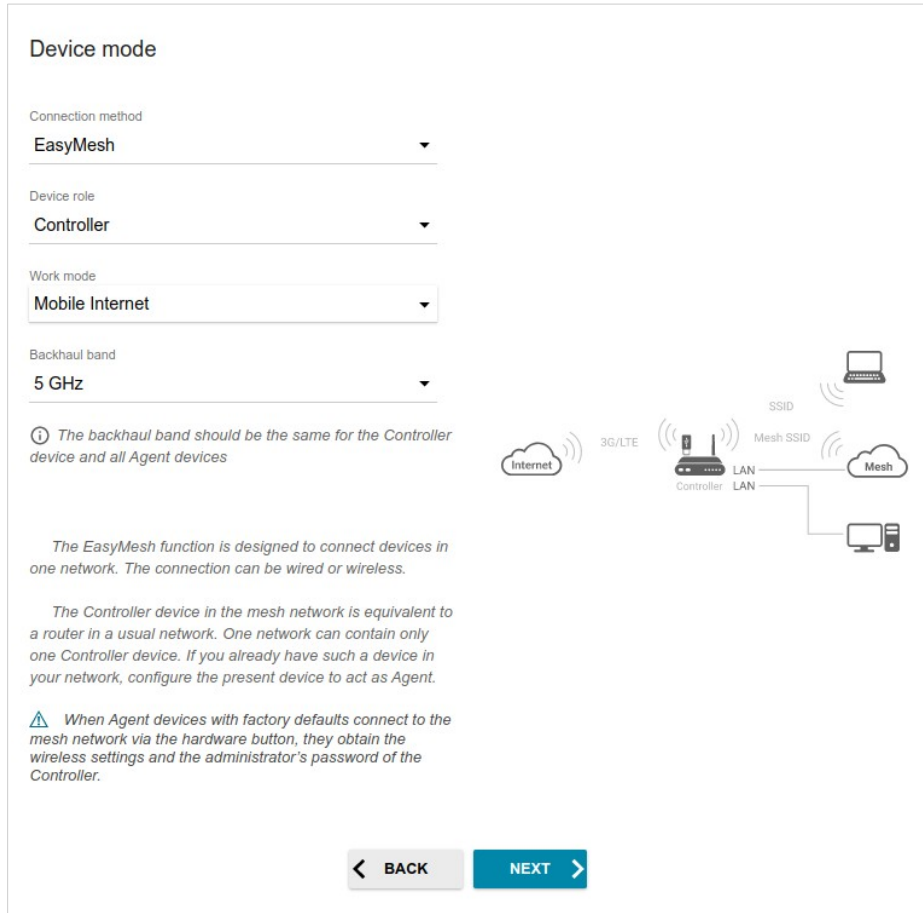 Device mode
Connection method
EasyMesh
Device role
Controller
Work mode
Mobile Internet
Backhaul band
5 GHz
The backhaul band should be the same for the Controller
device and all Agent devices
SSID
3G/LTE
Mesh SSID
Internet
Mesh
LAN
Controller LAN
The EasyMesh function is designed to connect devices in
one network. The connection can be wired or wireless.
The Controller device in the mesh network is equivalent to
a router in a usual network. One network can contain only
one Controller device. If you already have such a device in
your network, configure the present device to act as Agent.
When Agent devices with factory defaults connect to the
mesh network via the hardware button, they obtain the
wireless settings and the administrator's password of the
Controller.
BACK
NEXT